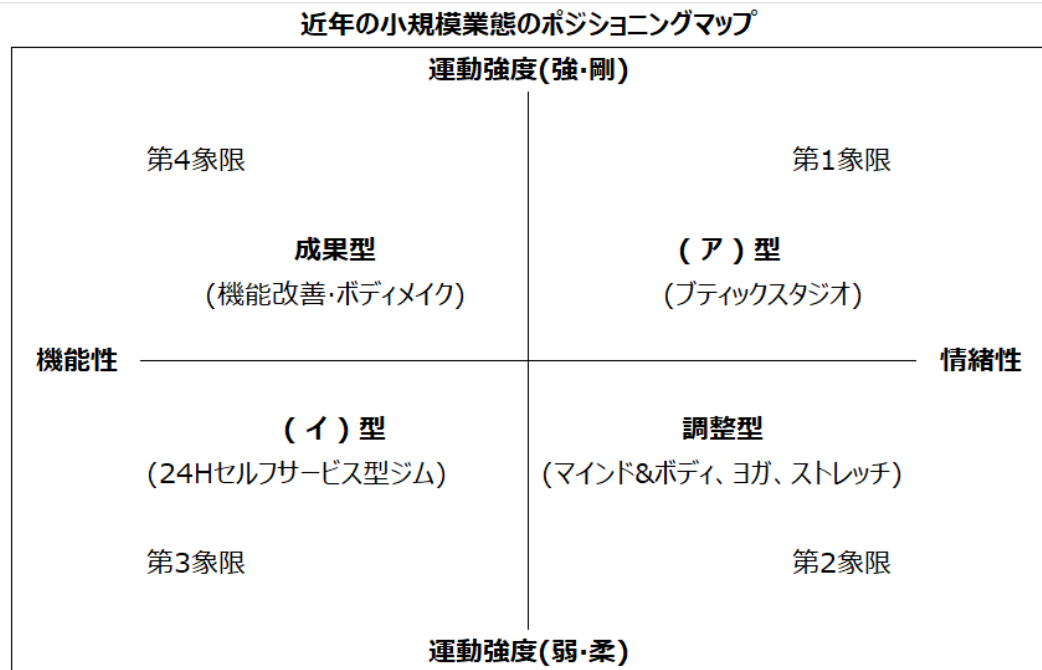 近年の小規模業態のポジショニングマップ
運動強度(強・剛)
第4象限
第1象限
成果型
(機能改善・ボディメイク)
( ア ) 型
(ブティックスタジオ)
機能性
情緒性
( イ ) 型
(24Hセルフサービス型ジム)
調整型
(マインド&ボディ、ヨガ、ストレッチ)
第3象限
第2象限
運動強度(弱・柔)